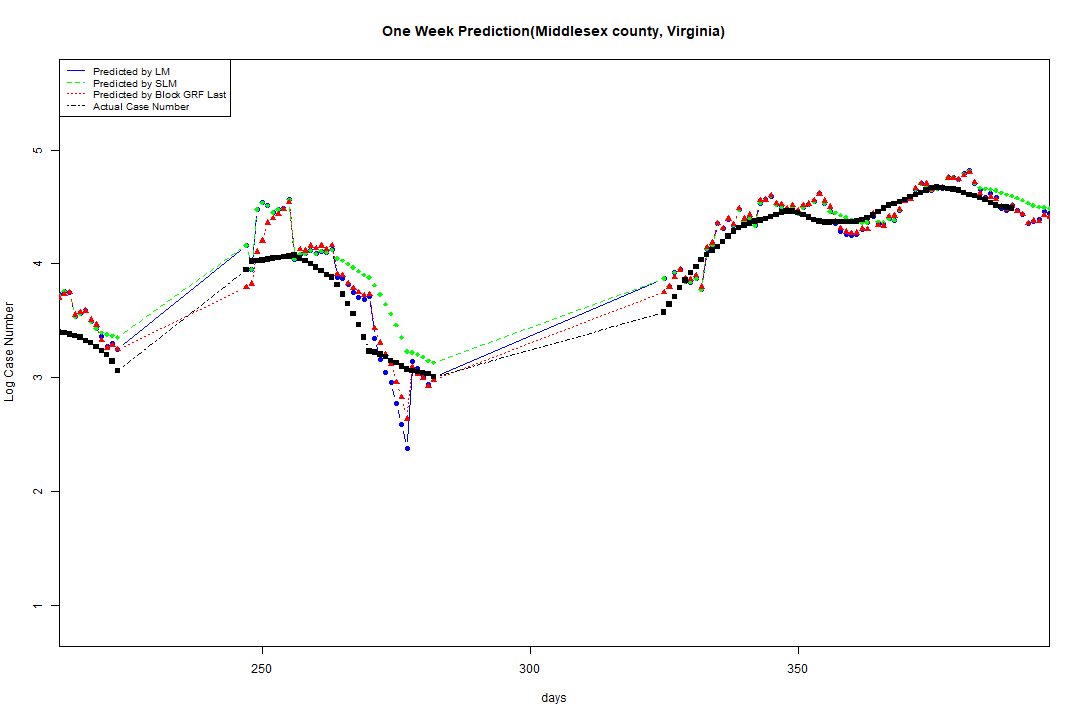 One Week Prediction(Middlesex county, Virginia)
Predicted by LM
Predicted by SLM
Predicted by Block GRF Last
Actual Case Number
5
4
3
2
1
Log Case Number
250 300 350
days